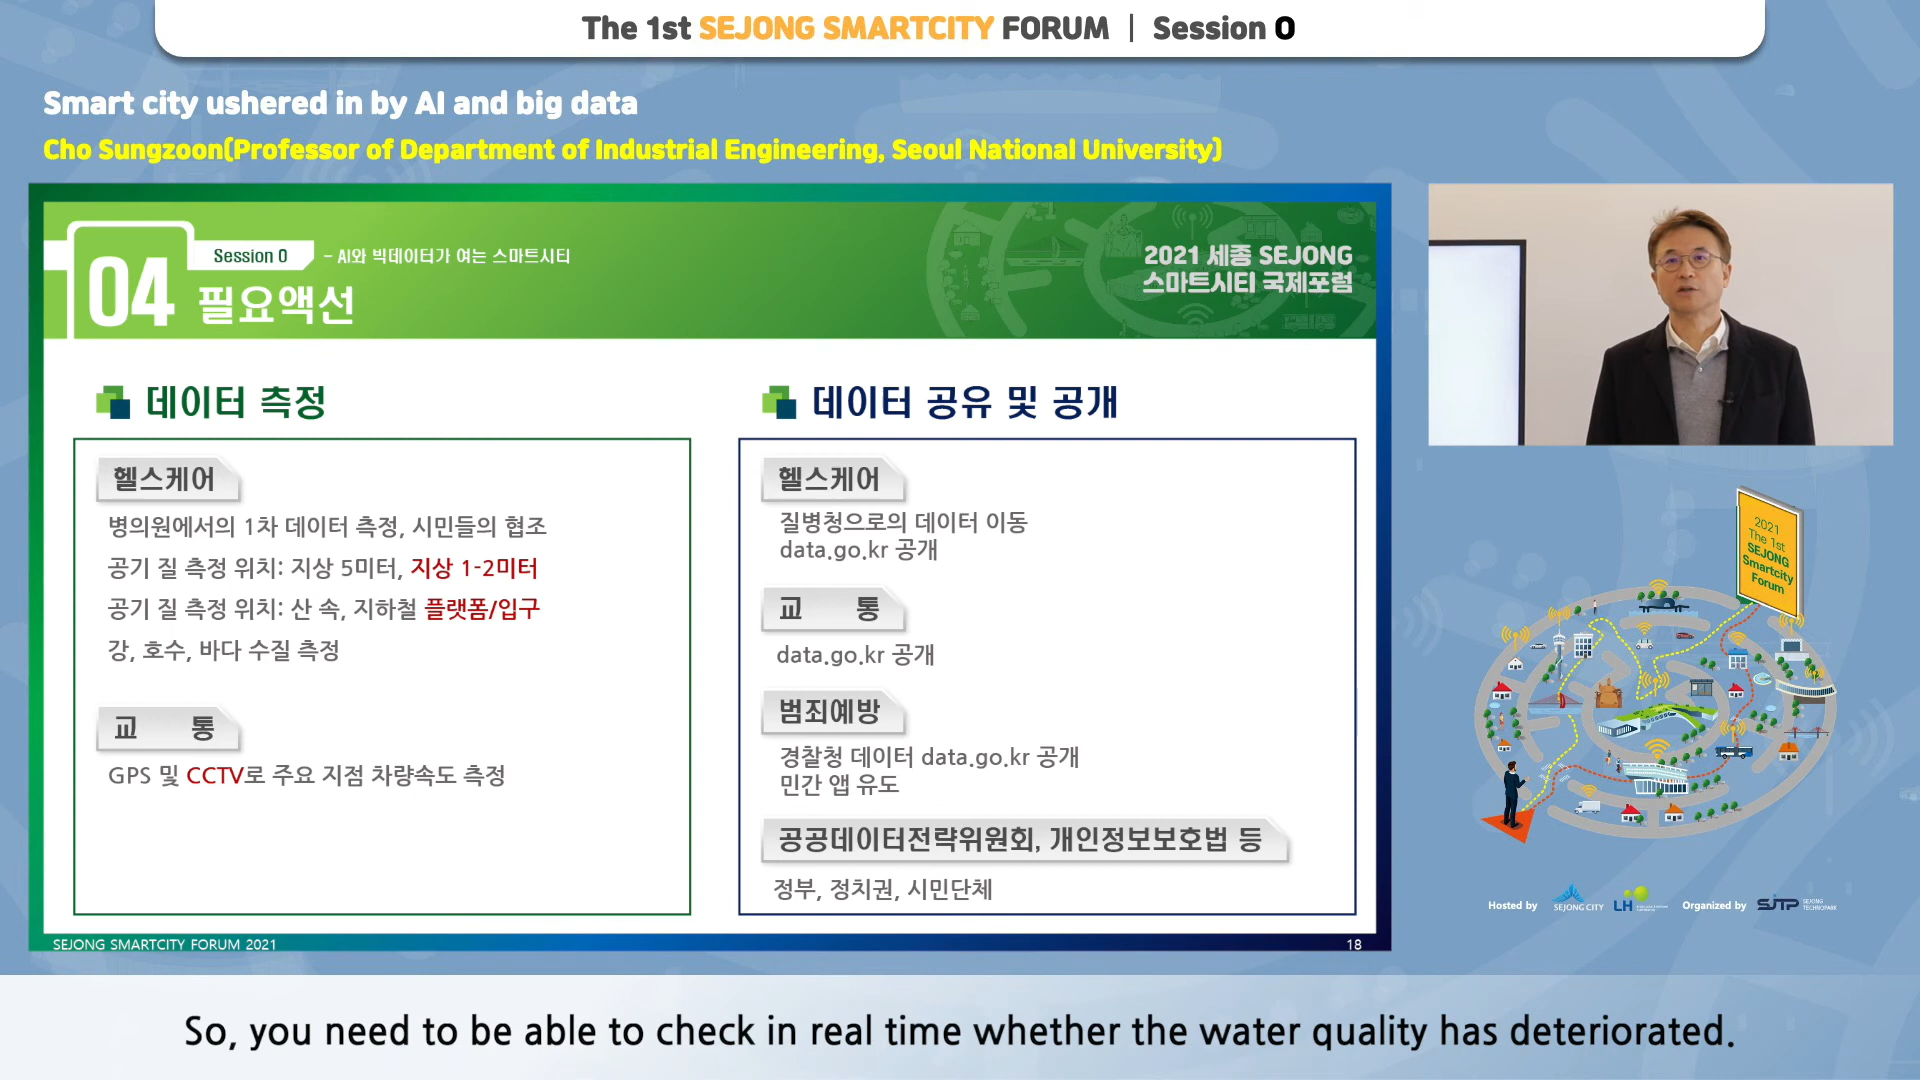 The 1st SEJONG SMARTCITY FORUM | Session 0
Smart city ushered in by AI and big data
Cho Sungzoon(Professor of Department of Industrial Engineering, Seoul National University)
04
Session 0
- AI와 빅데이터가 여는 스마트시티
필요액션
2021 세종 SEJONG
스마트시티 국제포럼
데이터 측정
헬스케어
병의원에서의 1차 데이터 측정, 시민들의 협조
공기 질 측정 위치: 지상 5미터, 지상 1-2미터
공기 질 측정 위치: 산 속, 지하철 플랫폼/입구
강, 호수, 바다 수질 측정
교 통
GPS 및 CCTV로 주요 지점 차량속도 측정
데이터 공유 및 공개
헬스케어
질병청으로의 데이터 이동
data.go.kr 공개
교 통
data.go.kr 공개
범죄예방
경찰청 데이터 data.go.kr 공개
민간 앱 유도
공공데이터전략위원회, 개인정보보호법 등
정부, 정치권, 시민단체
SEJONG SMARTCITY FORUM 2021
18
2021
The 1st
SEJONG
Smartcity
Forum
Hosted by
SEJONG CITY
LH
Organized by
SJTP
SEJONG
TECHNOPARK
So, you need to be able to check in real time whether the water quality has deteriorated.